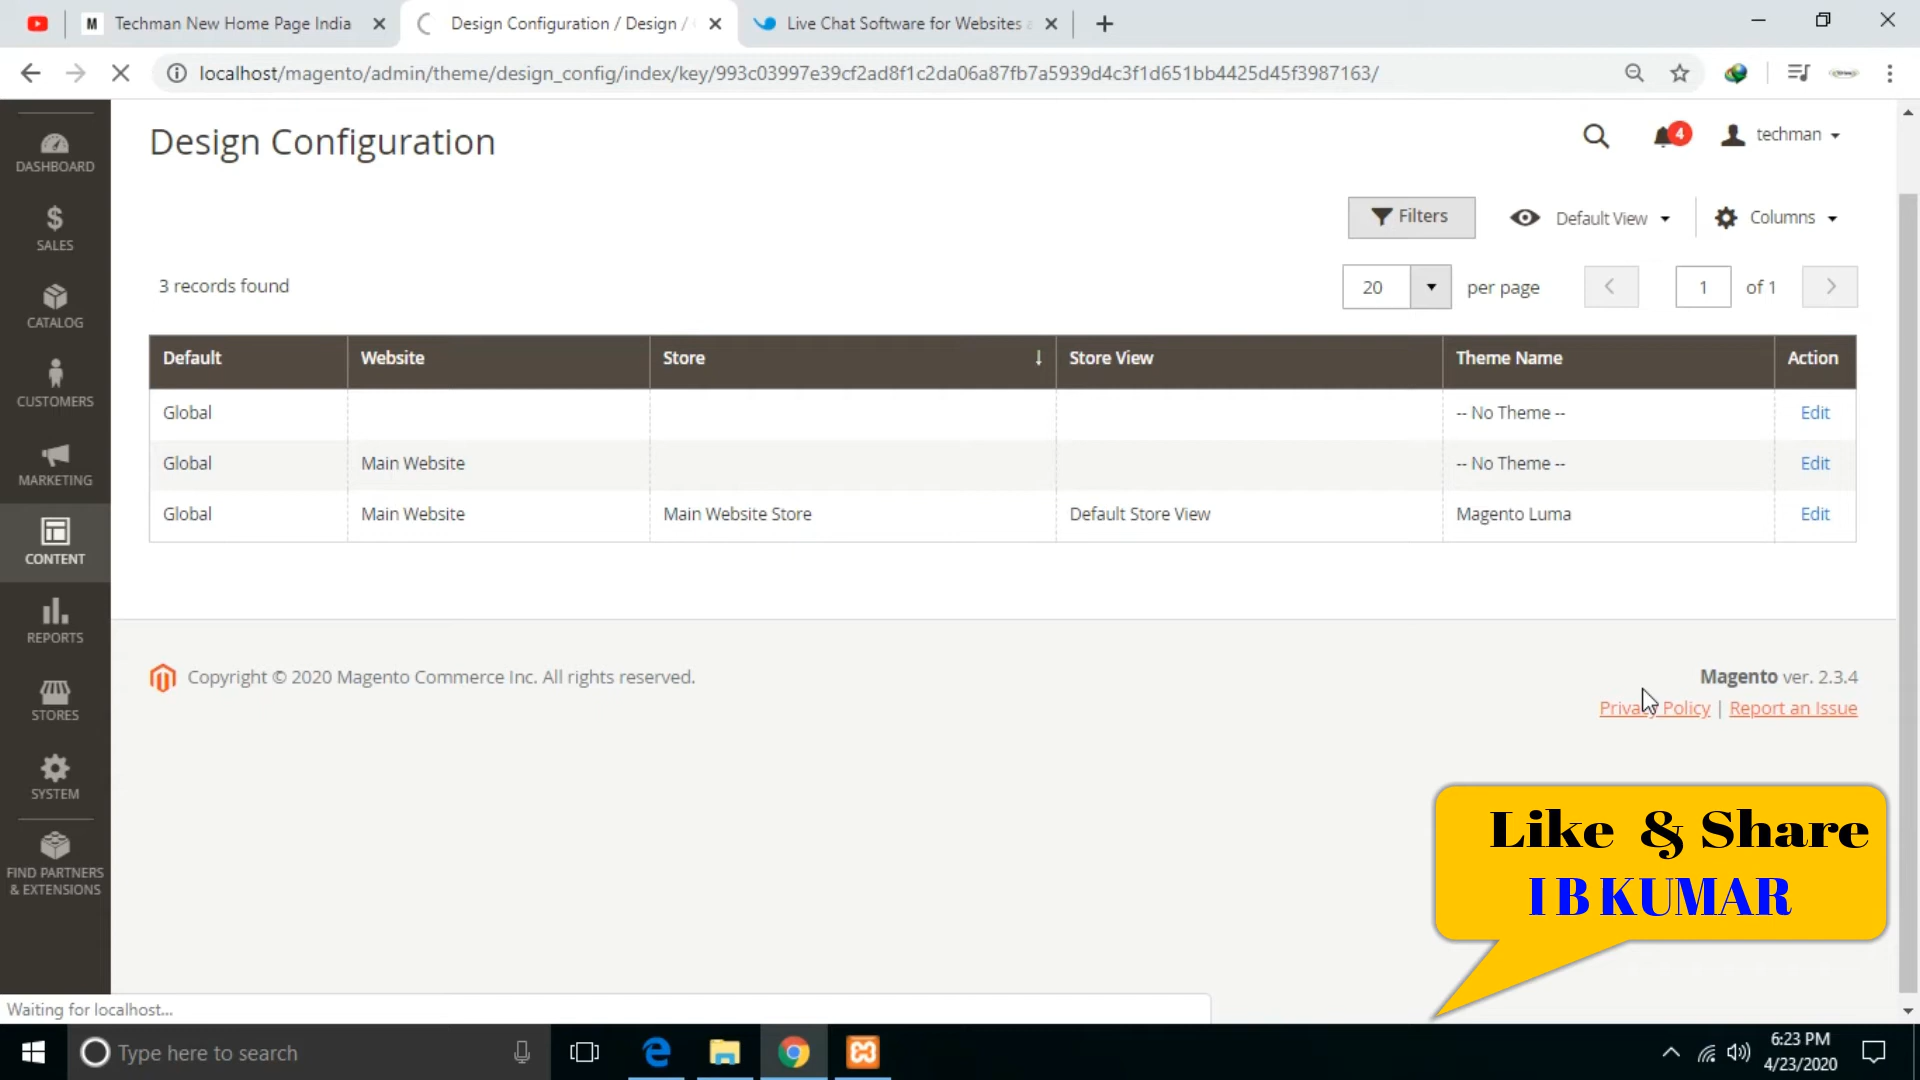 M Techman New Home Page India
Design Configuration / Design /
Live Chat Software for Websites
localhost/magento/admin/theme/design_config/index/key/993c03997e39cf2ad8f1c2da06a87fb7a5939d4c3f1d651bb4425d45f3987163/
Design Configuration
4
techman
DASHBOARD
SALES
CATALOG
CUSTOMERS
MARKETING
CONTENT
REPORTS
STORES
SYSTEM
FIND PARTNERS
& EXTENSIONS
Filters
Default View
Columns
3 records found
20 per page
1 of 1
Default Website Store Store View Theme Name Action
Global -- No Theme -- Edit
Global Main Website -- No Theme -- Edit
Global Main Website Main Website Store Default Store View Magento Luma Edit
Copyright © 2020 Magento Commerce Inc. All rights reserved.
Magento ver. 2.3.4
Privacy Policy | Report an Issue
Like & Share
I B KUMAR
Waiting for localhost...
Type here to search
6:23 PM
4/23/2020